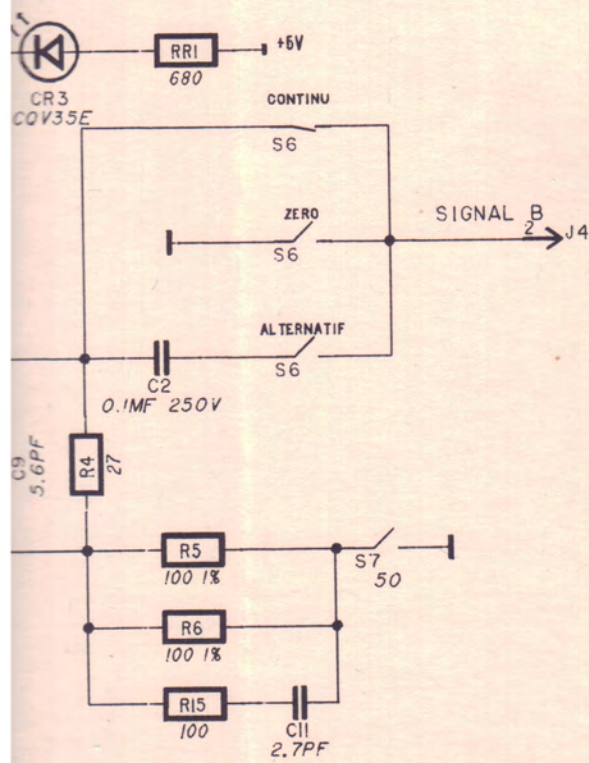 RR1
+5V
680
CR3
CQV35E
CONTINU
S6
ZERO
SIGNAL B
2
J4
S6
ALTERNATIF
S6
C2
0.1MF 250V
C9
5.6PF
R4
27
R5
100 1%
S7
50
R6
100 1%
R15
100
C11
2.7PF